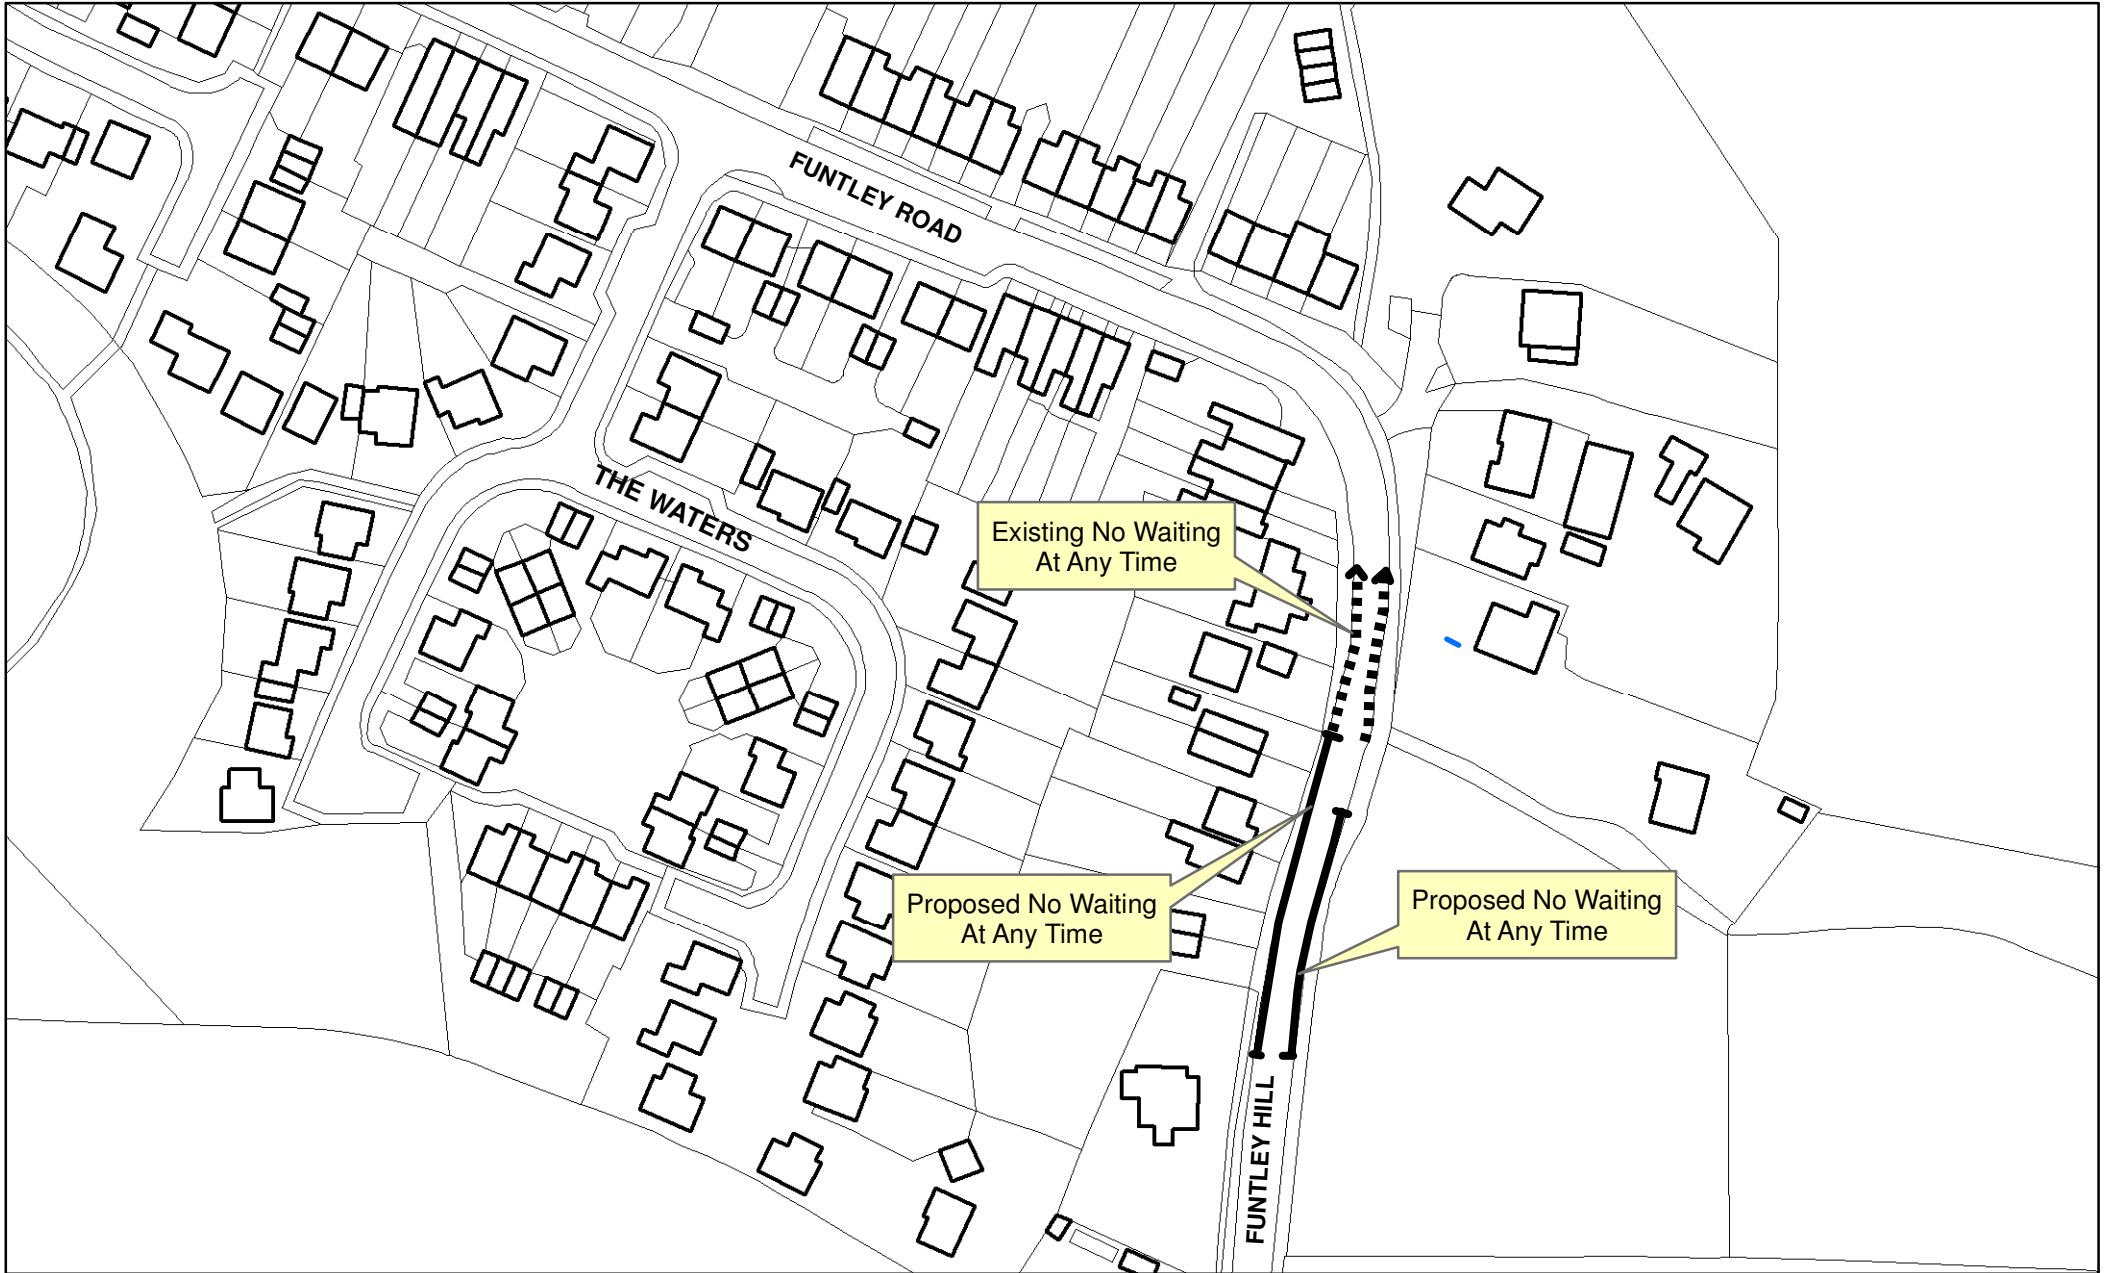 FUNTLEY ROAD
THE WATERS
Existing No Waiting
At Any Time
Proposed No Waiting
At Any Time
Proposed No Waiting
At Any Time
FUNTLEY HILL